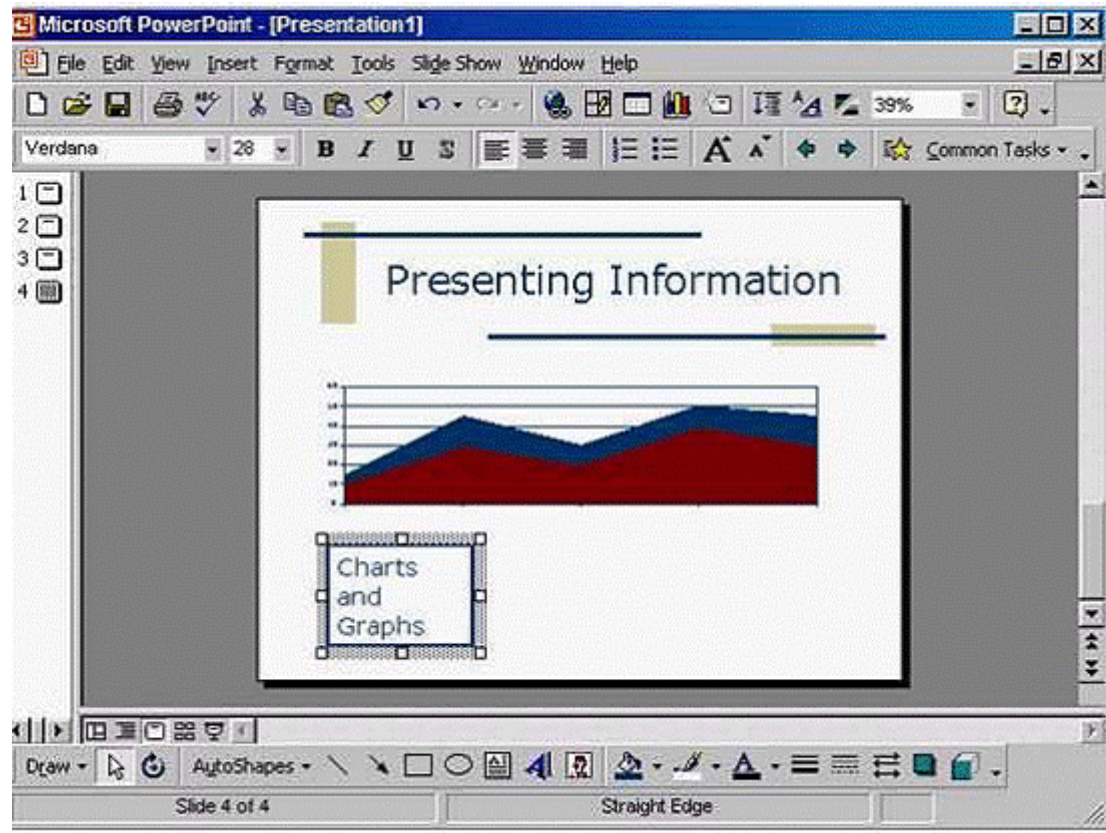 Microsoft PowerPoint - [Presentation1]
File Edit View Insert Format Tools Slide Show Window Help
39%
Verdana 28 B I U S A A Common Tasks
1
2
3
4
Presenting Information
Charts
and
Graphs
Draw AutoShapes
Slide 4 of 4 Straight Edge